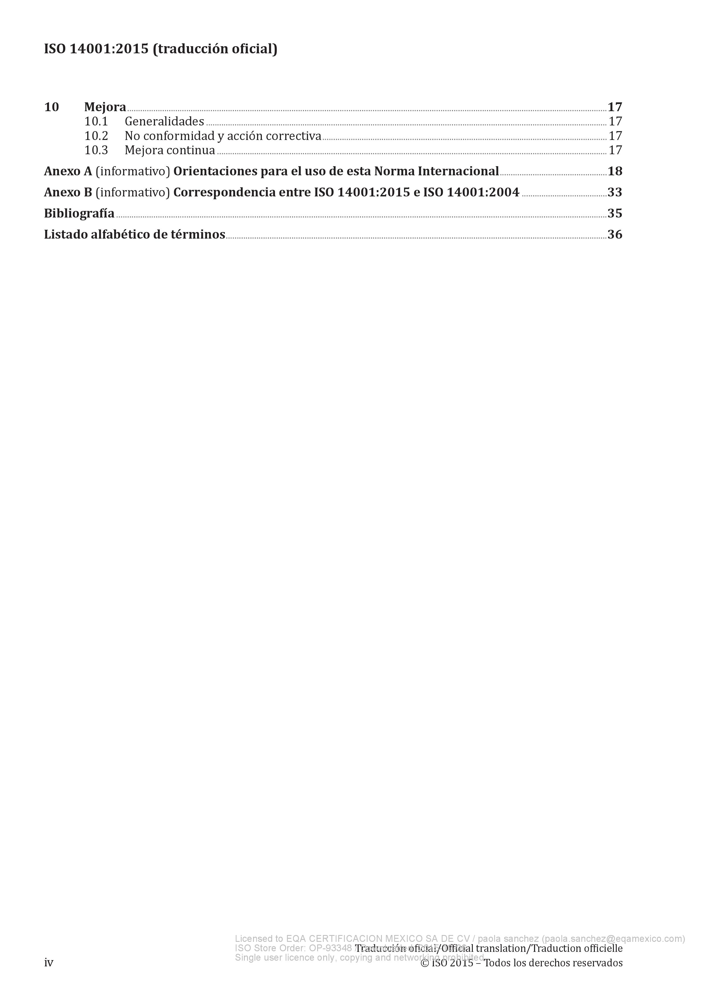 ISO 14001:2015 (traducción oficial)
10 Mejora 17
10.1 Generalidades 17
10.2 No conformidad y acción correctiva 17
10.3 Mejora continua 17
Anexo A (informativo) Orientaciones para el uso de esta Norma Internacional 18
Anexo B (informativo) Correspondencia entre ISO 14001:2015 e ISO 14001:2004 33
Bibliografía 35
Listado alfabético de términos 36
Licensed to EQA CERTIFICACION MEXICO SA DE CV / paola sanchez (paola.sanchez@eqamexico.com)
ISO Store Order: OP-93348 / Downloaded:
Traducción oficial/Official translation/Traduction officielle
Single user licence only, copying and networking prohibited
iv © ISO 2015 – Todos los derechos reservados